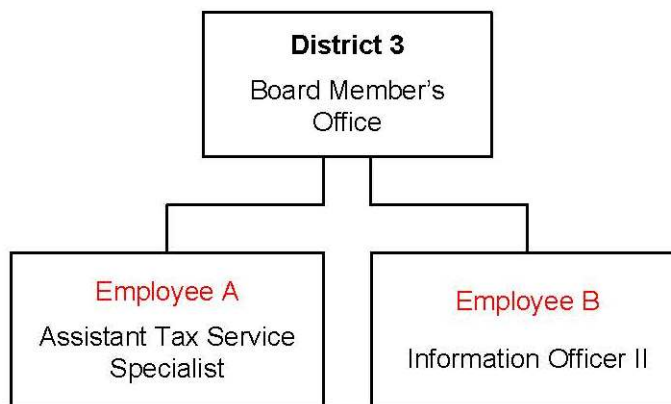 District 3
Board Member’s
Office
Employee A
Assistant Tax Service
Specialist
Employee B
Information Officer II